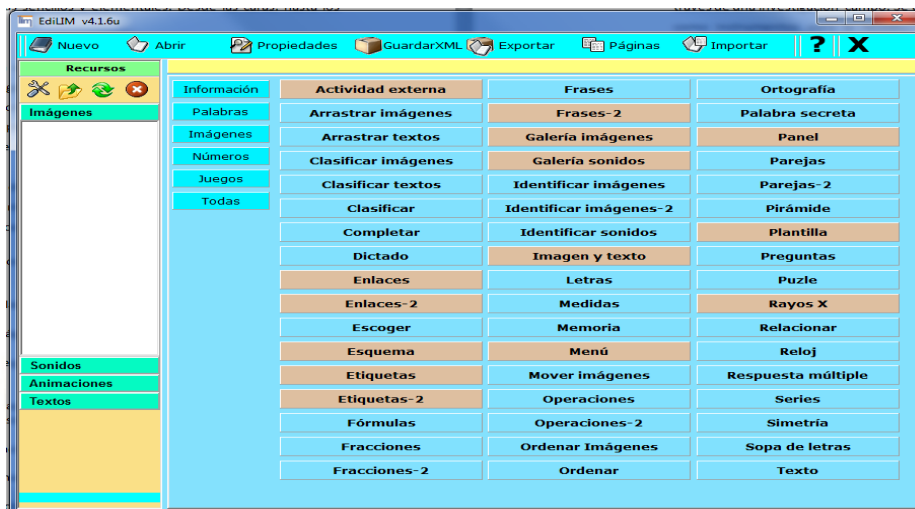 EdiLIM v4.1.6u
Nuevo Abrir Propiedades GuardarXML Exportar Páginas Importar ? X
Recursos
Imágenes
Sonidos
Animaciones
Textos
Información
Palabras
Imágenes
Números
Juegos
Todas
Actividad externa Frases Ortografía
Arrastrar imágenes Frases-2 Palabra secreta
Arrastrar textos Galería imágenes Panel
Clasificar imágenes Galería sonidos Parejas
Clasificar textos Identificar imágenes Parejas-2
Clasificar Identificar imágenes-2 Pirámide
Completar Identificar sonidos Plantilla
Dictado Imagen y texto Preguntas
Enlaces Letras Puzle
Enlaces-2 Medidas Rayos X
Escoger Memoria Relacionar
Esquema Menú Reloj
Etiquetas Mover imágenes Respuesta múltiple
Etiquetas-2 Operaciones Series
Fórmulas Operaciones-2 Simetría
Fracciones Ordenar Imágenes Sopa de letras
Fracciones-2 Ordenar Texto